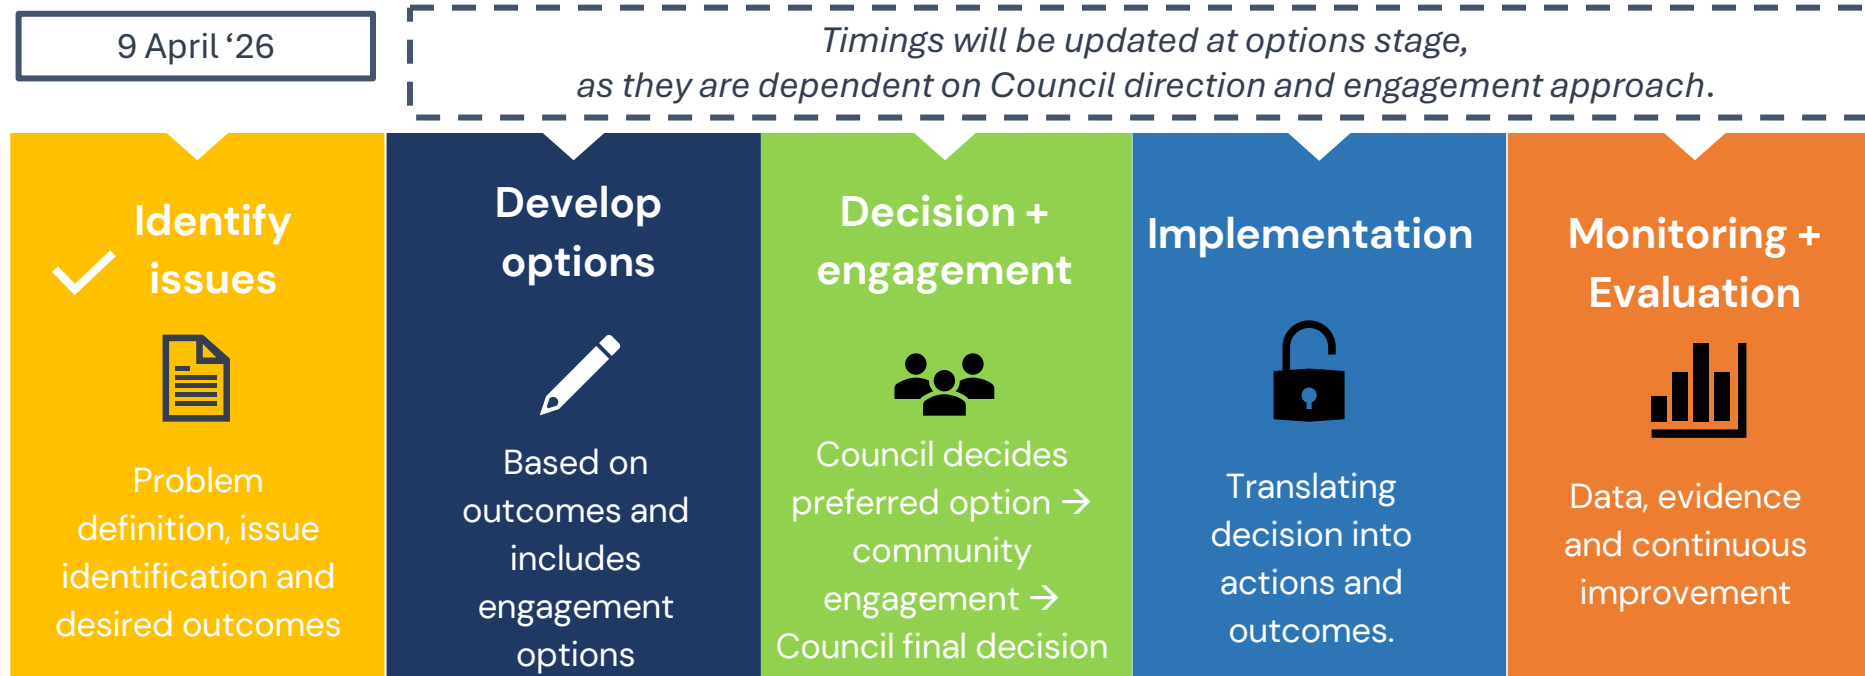 9 April ‘26
Timings will be updated at options stage,
as they are dependent on Council direction and engagement approach.
Identify
issues
Problem
definition, issue
identification and
desired outcomes
Develop
options
Based on
outcomes and
includes
engagement
options
Decision +
engagement
Council decides
preferred option →
community
engagement →
Council final decision
Implementation
Translating
decision into
actions and
outcomes.
Monitoring +
Evaluation
Data, evidence
and continuous
improvement